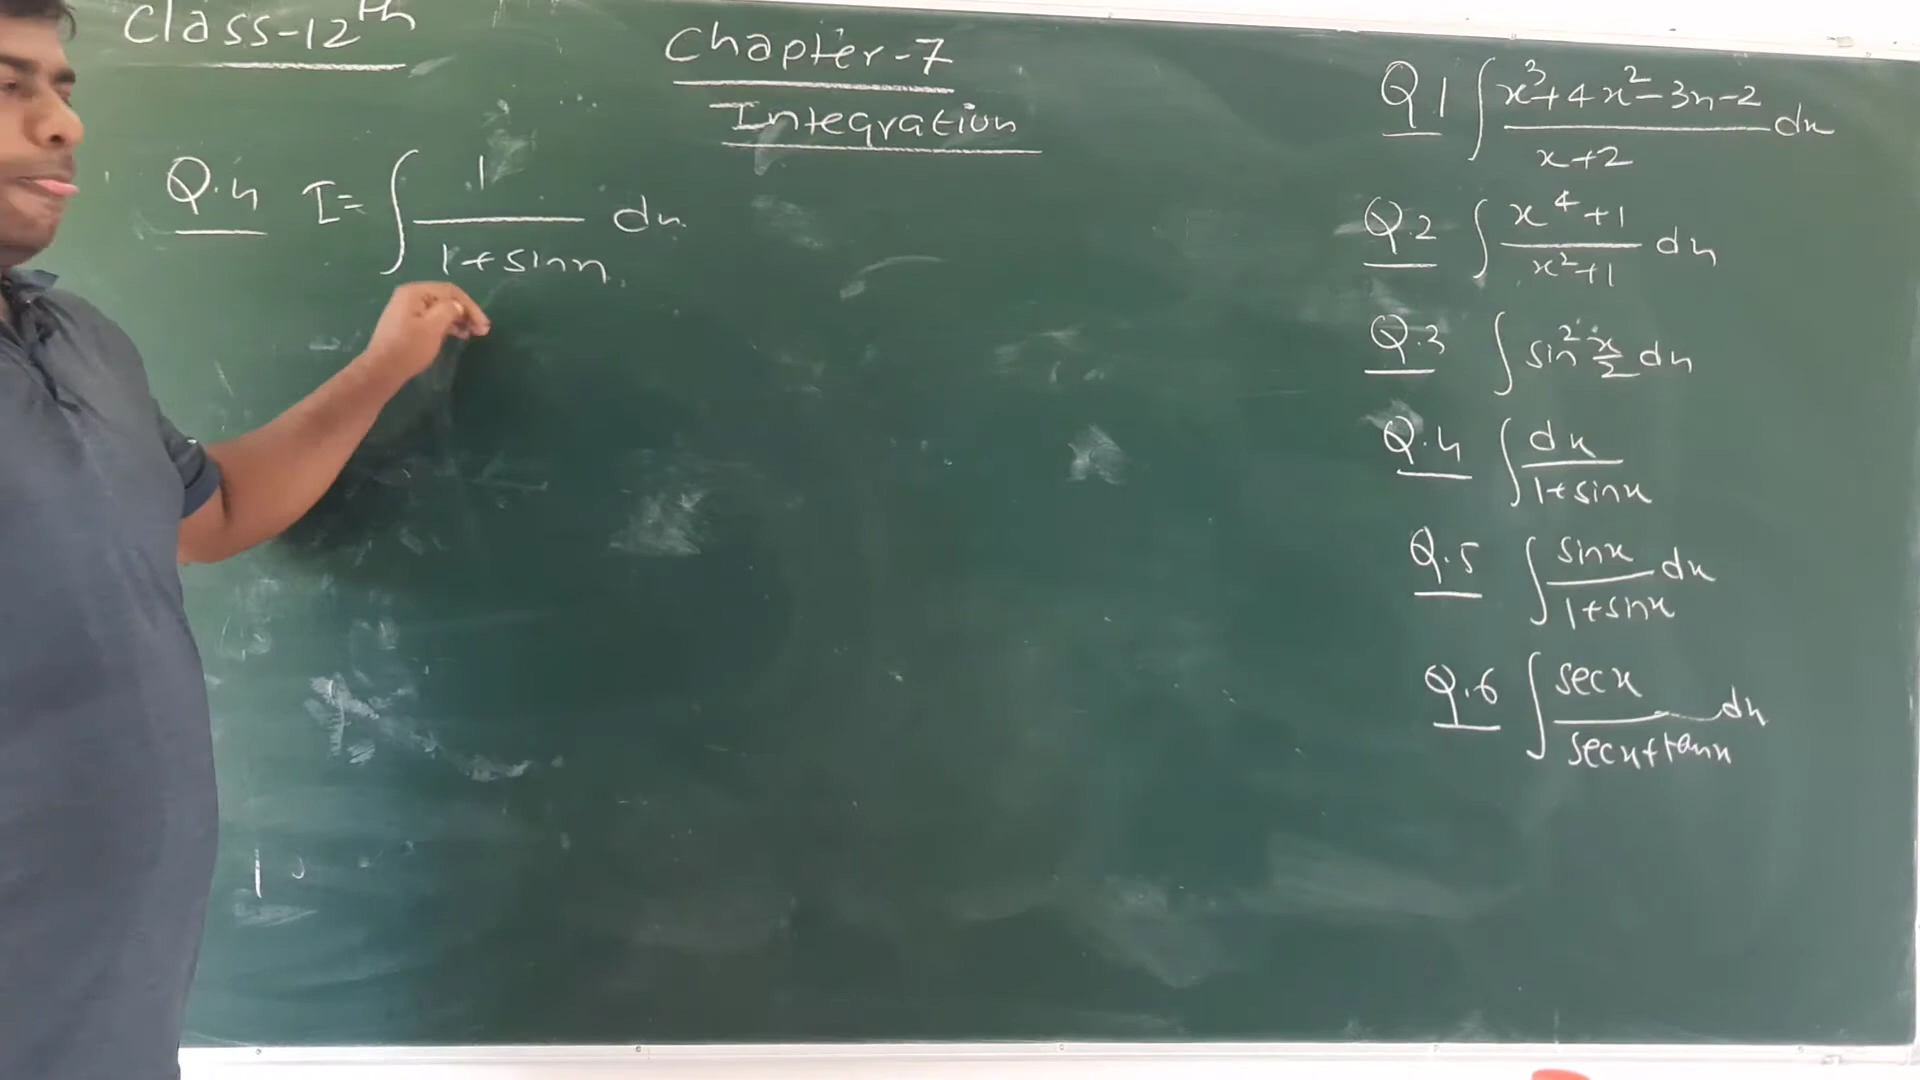 Class-12th
Chapter-7
Integration
Q.4 I = ∫ 1/(1+sinx) dx
Q.1 ∫ (x³+4x²-3x-2)/(x+2) dx
Q.2 ∫ (x⁴+1)/(x²+1) dx
Q.3 ∫ sin² x/2 dx
Q.4 ∫ dx/(1+sinx)
Q.5 ∫ sinx/(1+sinx) dx
Q.6 ∫ secx/(secx+tanx) dx